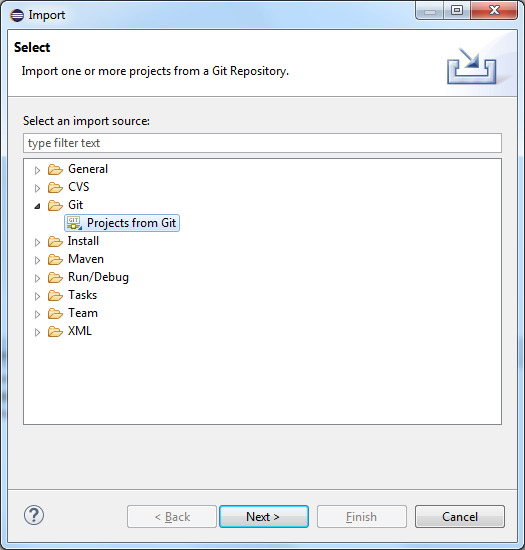 Import
Select
Import one or more projects from a Git Repository.
Select an import source:
type filter text
General
CVS
Git
GIT
Projects from Git
Install
Maven
Run/Debug
Tasks
Team
XML
?
< Back
Next >
Finish
Cancel